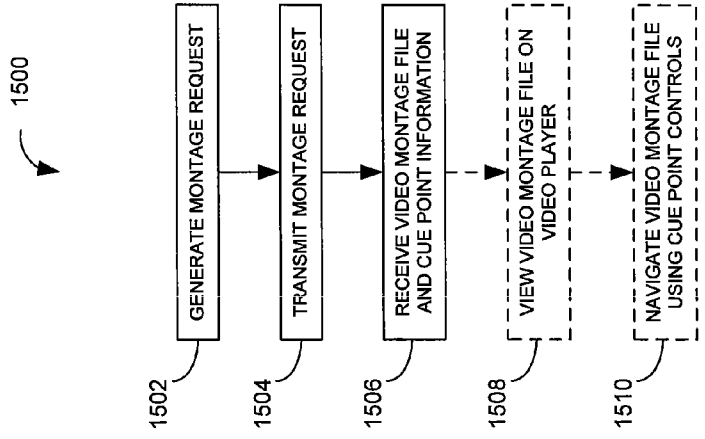 1500
1502
GENERATE MONTAGE REQUEST
1504
TRANSMIT MONTAGE REQUEST
1506
RECEIVE VIDEO MONTAGE FILE
AND CUE POINT INFORMATION
1508
VIEW VIDEO MONTAGE FILE ON
VIDEO PLAYER
1510
NAVIGATE VIDEO MONTAGE FILE
USING CUE POINT CONTROLS